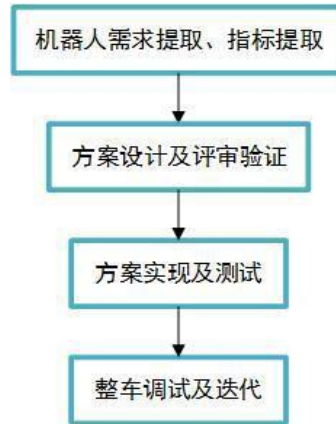 机器人需求提取、指标提取
方案设计及评审验证
方案实现及测试
整车调试及迭代